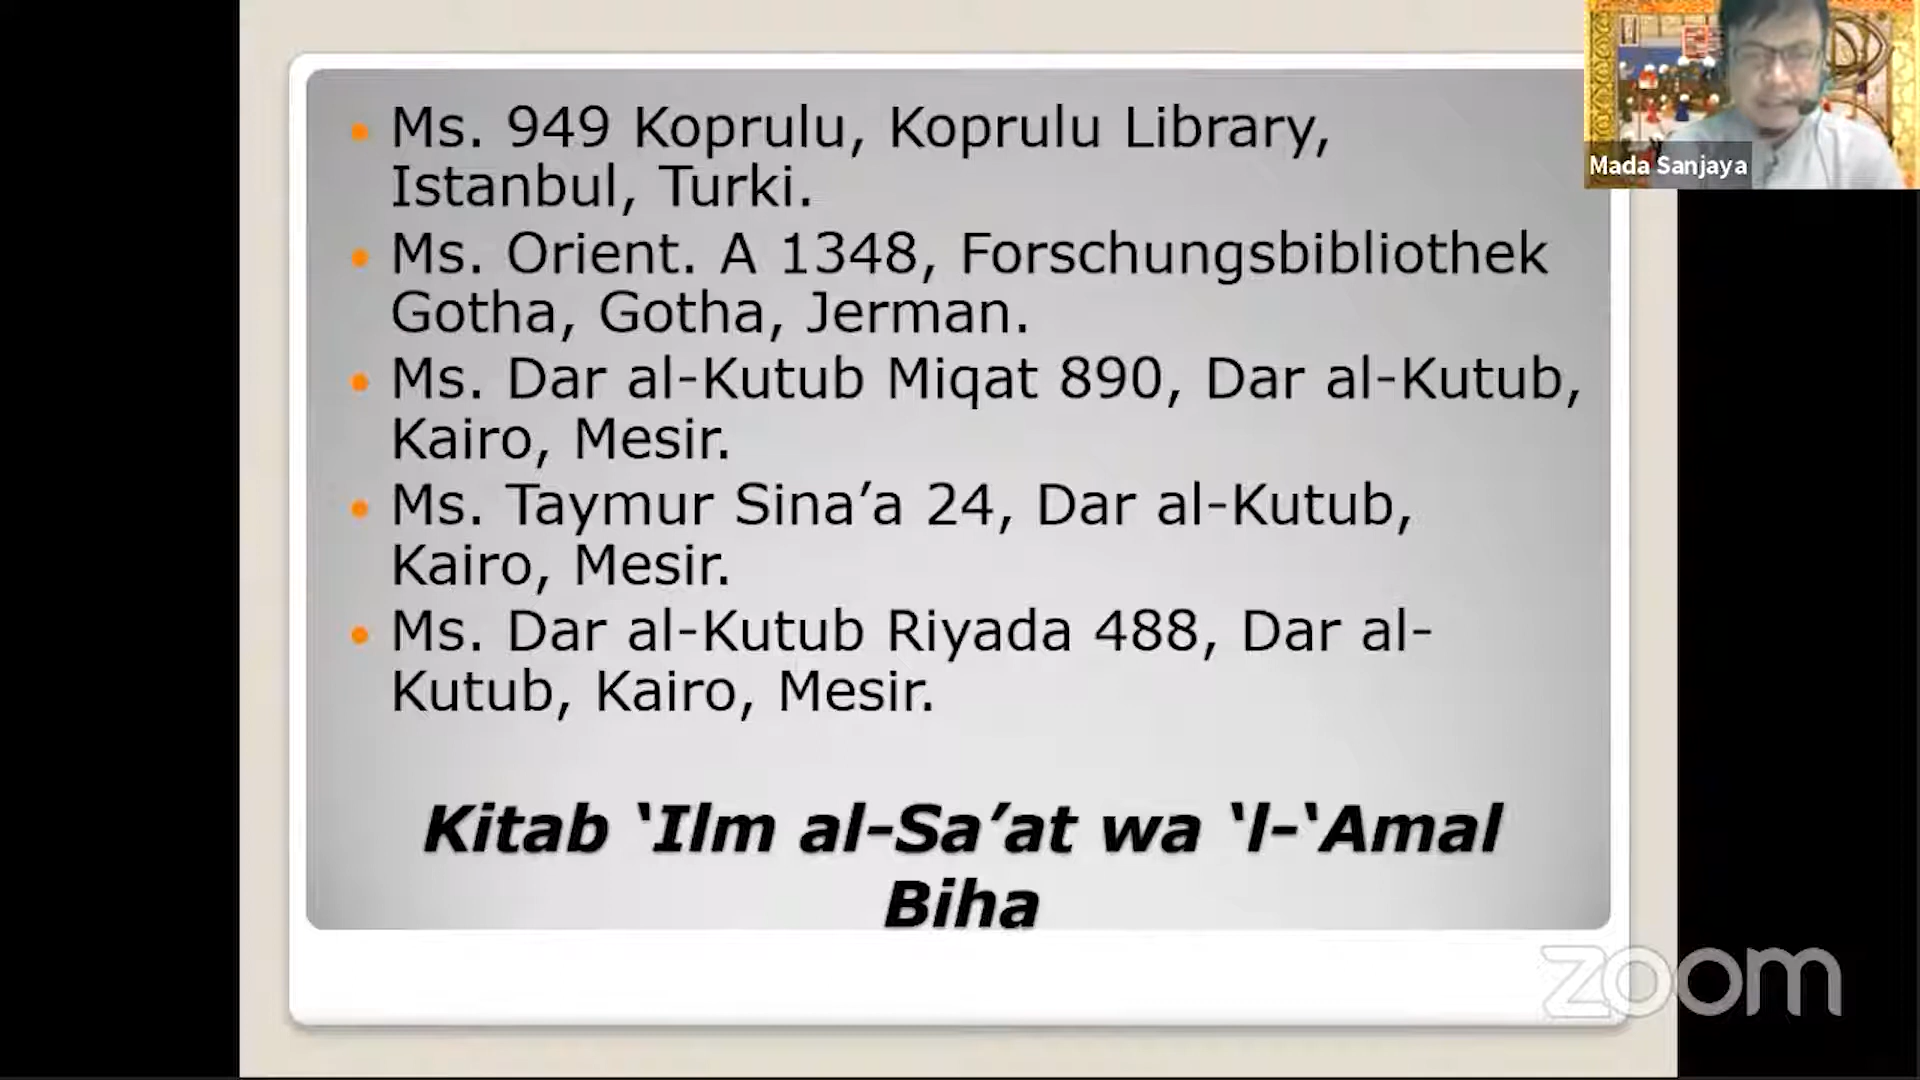 Ms. 949 Koprulu, Koprulu Library,
Istanbul, Turki.
Ms. Orient. A 1348, Forschungsbibliothek
Gotha, Gotha, Jerman.
Ms. Dar al-Kutub Miqat 890, Dar al-Kutub,
Kairo, Mesir.
Ms. Taymur Sina’a 24, Dar al-Kutub,
Kairo, Mesir.
Ms. Dar al-Kutub Riyada 488, Dar al-
Kutub, Kairo, Mesir.
Kitab ‘Ilm al-Sa’at wa ‘l-‘Amal
Biha
Mada Sanjaya
zoom